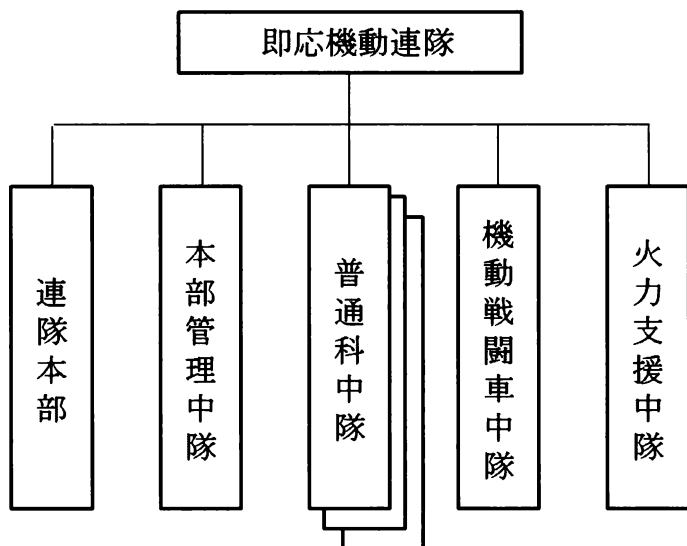 即応機動連隊
連隊本部
本部管理中隊
普通科中隊
機動戦闘車中隊
火力支援中隊